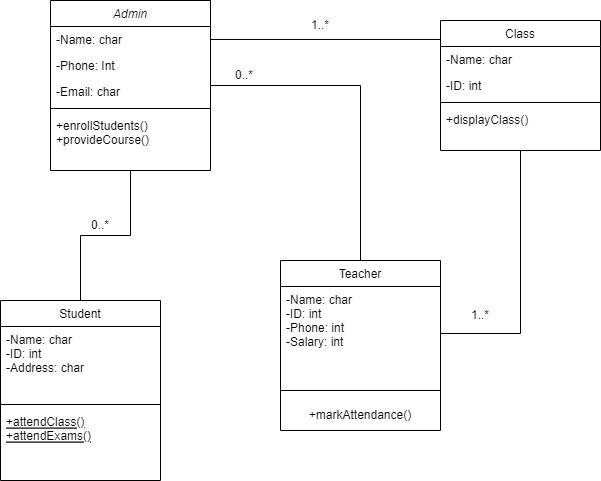 Admin
-Name: char
-Phone: Int
-Email: char
+enrollStudents()
+provideCourse()
1..*
0..*
Class
-Name: char
-ID: int
+displayClass()
0..*
Teacher
-Name: char
-ID: int
-Phone: int
-Salary: int
+markAttendance()
1..*
Student
-Name: char
-ID: int
-Address: char
+attendClass()
+attendExams()